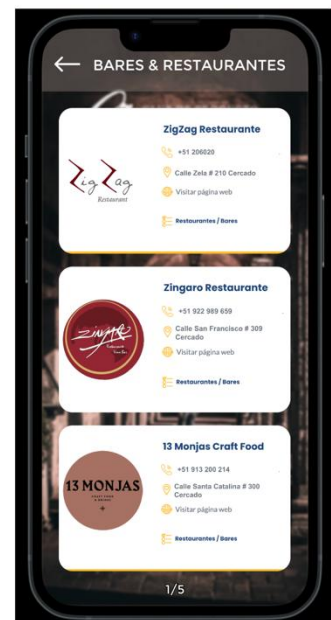 BARES & RESTAURANTES
ZigZag Restaurante
+51 206020
Calle Zela # 210 Cercado
Visitar página web
Restaurantes / Bares
Zig Zag
Restaurant
Zingaro Restaurante
+51 922 989 659
Calle San Francisco # 309
Cercado
Visitar página web
Restaurantes / Bares
13 Monjas Craft Food
+51 913 200 214
Calle Santa Catalina # 300
Cercado
Visitar página web
Restaurantes / Bares
13 MONJAS
CRAFT FOOD
& DRINKS
1/5